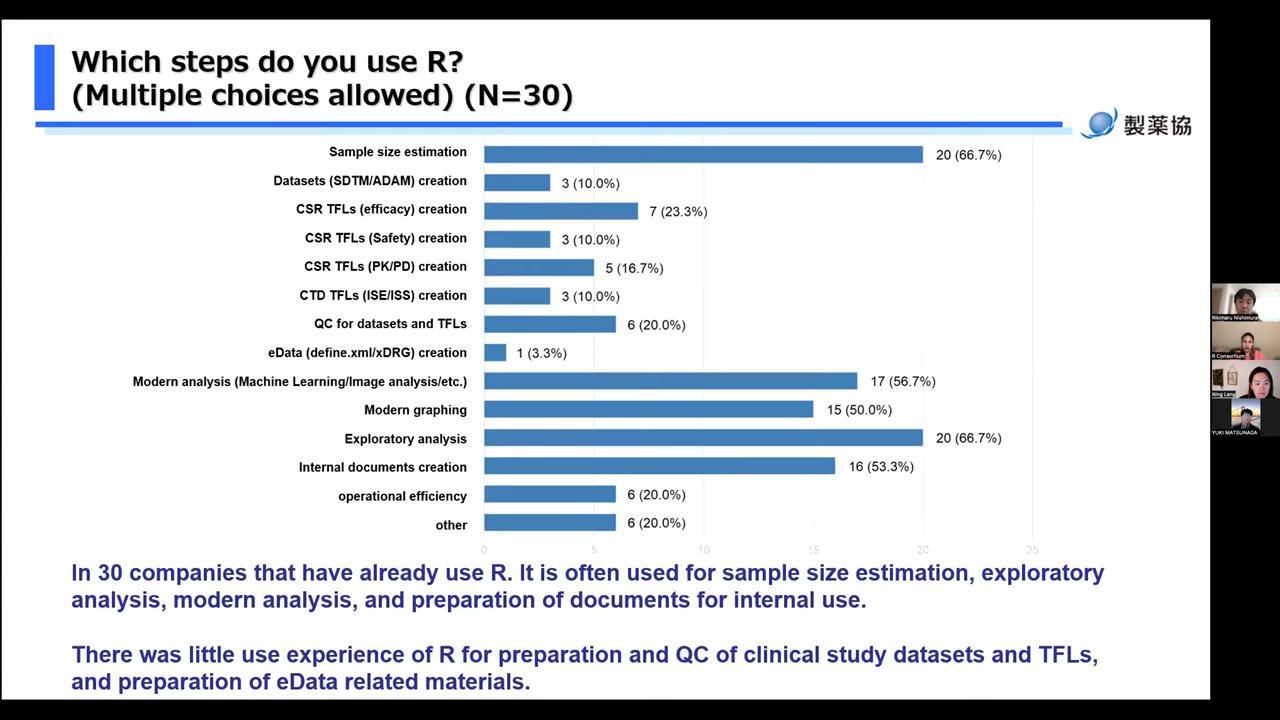 Which steps do you use R?
(Multiple choices allowed) (N=30)
製薬協
Sample size estimation 20 (66.7%)
Datasets (SDTM/ADAM) creation 3 (10.0%)
CSR TFLs (efficacy) creation 7 (23.3%)
CSR TFLs (Safety) creation 3 (10.0%)
CSR TFLs (PK/PD) creation 5 (16.7%)
CTD TFLs (ISE/ISS) creation 3 (10.0%)
QC for datasets and TFLs 6 (20.0%)
eData (define.xml/xDRG) creation 1 (3.3%)
Modern analysis (Machine Learning/Image analysis/etc.) 17 (56.7%)
Modern graphing 15 (50.0%)
Exploratory analysis 20 (66.7%)
Internal documents creation 16 (53.3%)
operational efficiency 6 (20.0%)
other 6 (20.0%)
0 5 10 15 20 25
In 30 companies that have already use R. It is often used for sample size estimation, exploratory
analysis, modern analysis, and preparation of documents for internal use.
There was little use experience of R for preparation and QC of clinical study datasets and TFLs,
and preparation of eData related materials.
Rikimaru Nishimura
R Consortium
Ning Leng
YUKI MATSUNAGA